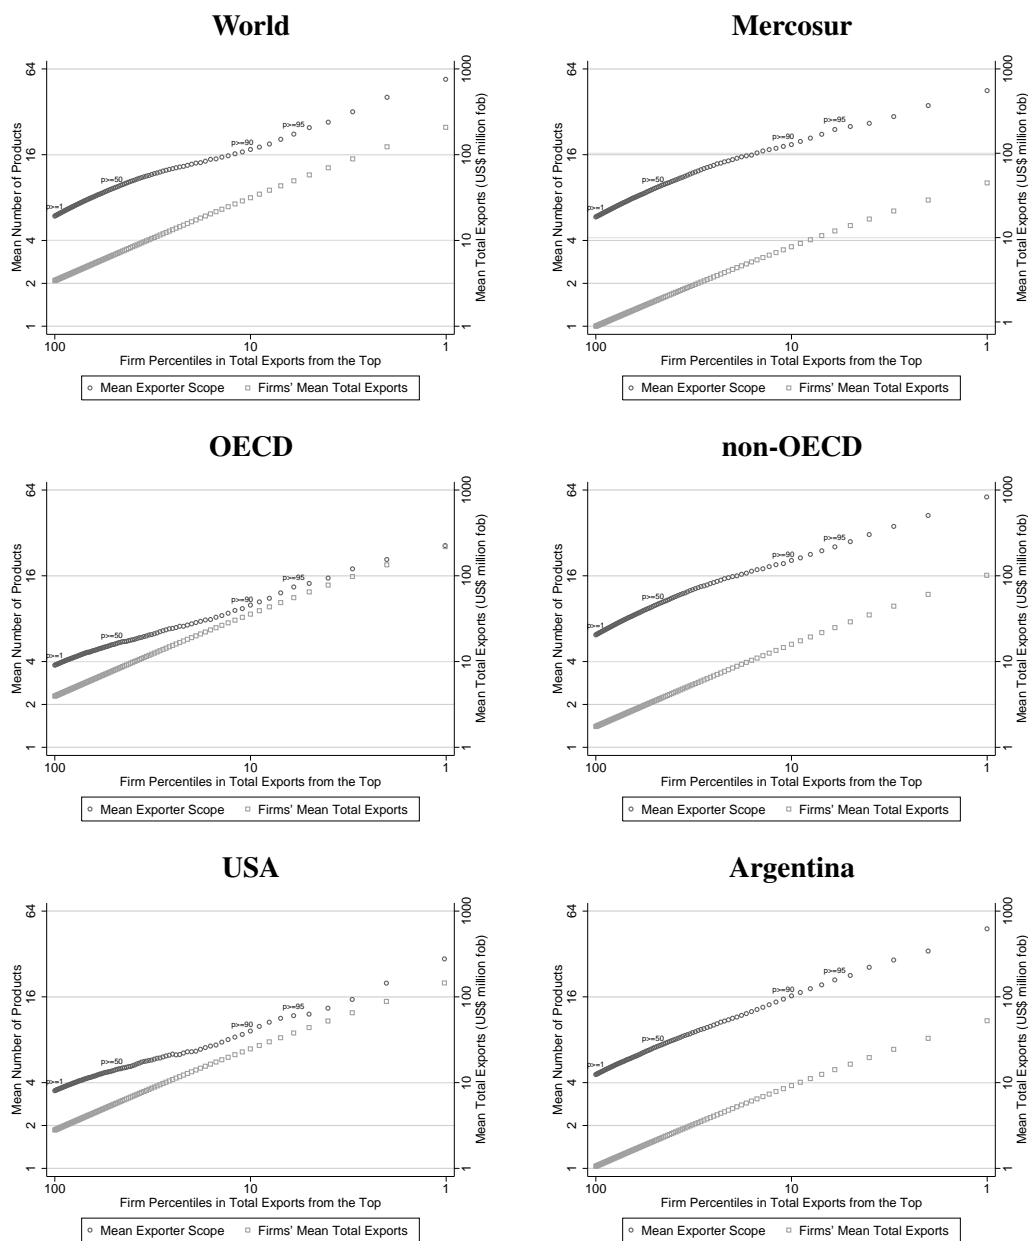 World
Mean Number of Products
64
16
4
2
1
p>=1
p>=50
p>=90
p>=95
1000
100
10
1
Mean Total Exports (US$ million fob)
100
10
1
Firm Percentiles in Total Exports from the Top
Mean Exporter Scope
Firms' Mean Total Exports
Mercosur
Mean Number of Products
64
16
4
2
1
p>=1
p>=50
p>=90
p>=95
1000
100
10
1
Mean Total Exports (US$ million fob)
100
10
1
Firm Percentiles in Total Exports from the Top
Mean Exporter Scope
Firms' Mean Total Exports
OECD
Mean Number of Products
64
16
4
2
1
p>=1
p>=50
p>=90
p>=95
1000
100
10
1
Mean Total Exports (US$ million fob)
100
10
1
Firm Percentiles in Total Exports from the Top
Mean Exporter Scope
Firms' Mean Total Exports
non-OECD
Mean Number of Products
64
16
4
2
1
p>=1
p>=50
p>=90
p>=95
1000
100
10
1
Mean Total Exports (US$ million fob)
100
10
1
Firm Percentiles in Total Exports from the Top
Mean Exporter Scope
Firms' Mean Total Exports
USA
Mean Number of Products
64
16
4
2
1
p>=1
p>=50
p>=90
p>=95
1000
100
10
1
Mean Total Exports (US$ million fob)
100
10
1
Firm Percentiles in Total Exports from the Top
Mean Exporter Scope
Firms' Mean Total Exports
Argentina
Mean Number of Products
64
16
4
2
1
p>=1
p>=50
p>=90
p>=95
1000
100
10
1
Mean Total Exports (US$ million fob)
100
10
1
Firm Percentiles in Total Exports from the Top
Mean Exporter Scope
Firms' Mean Total Exports